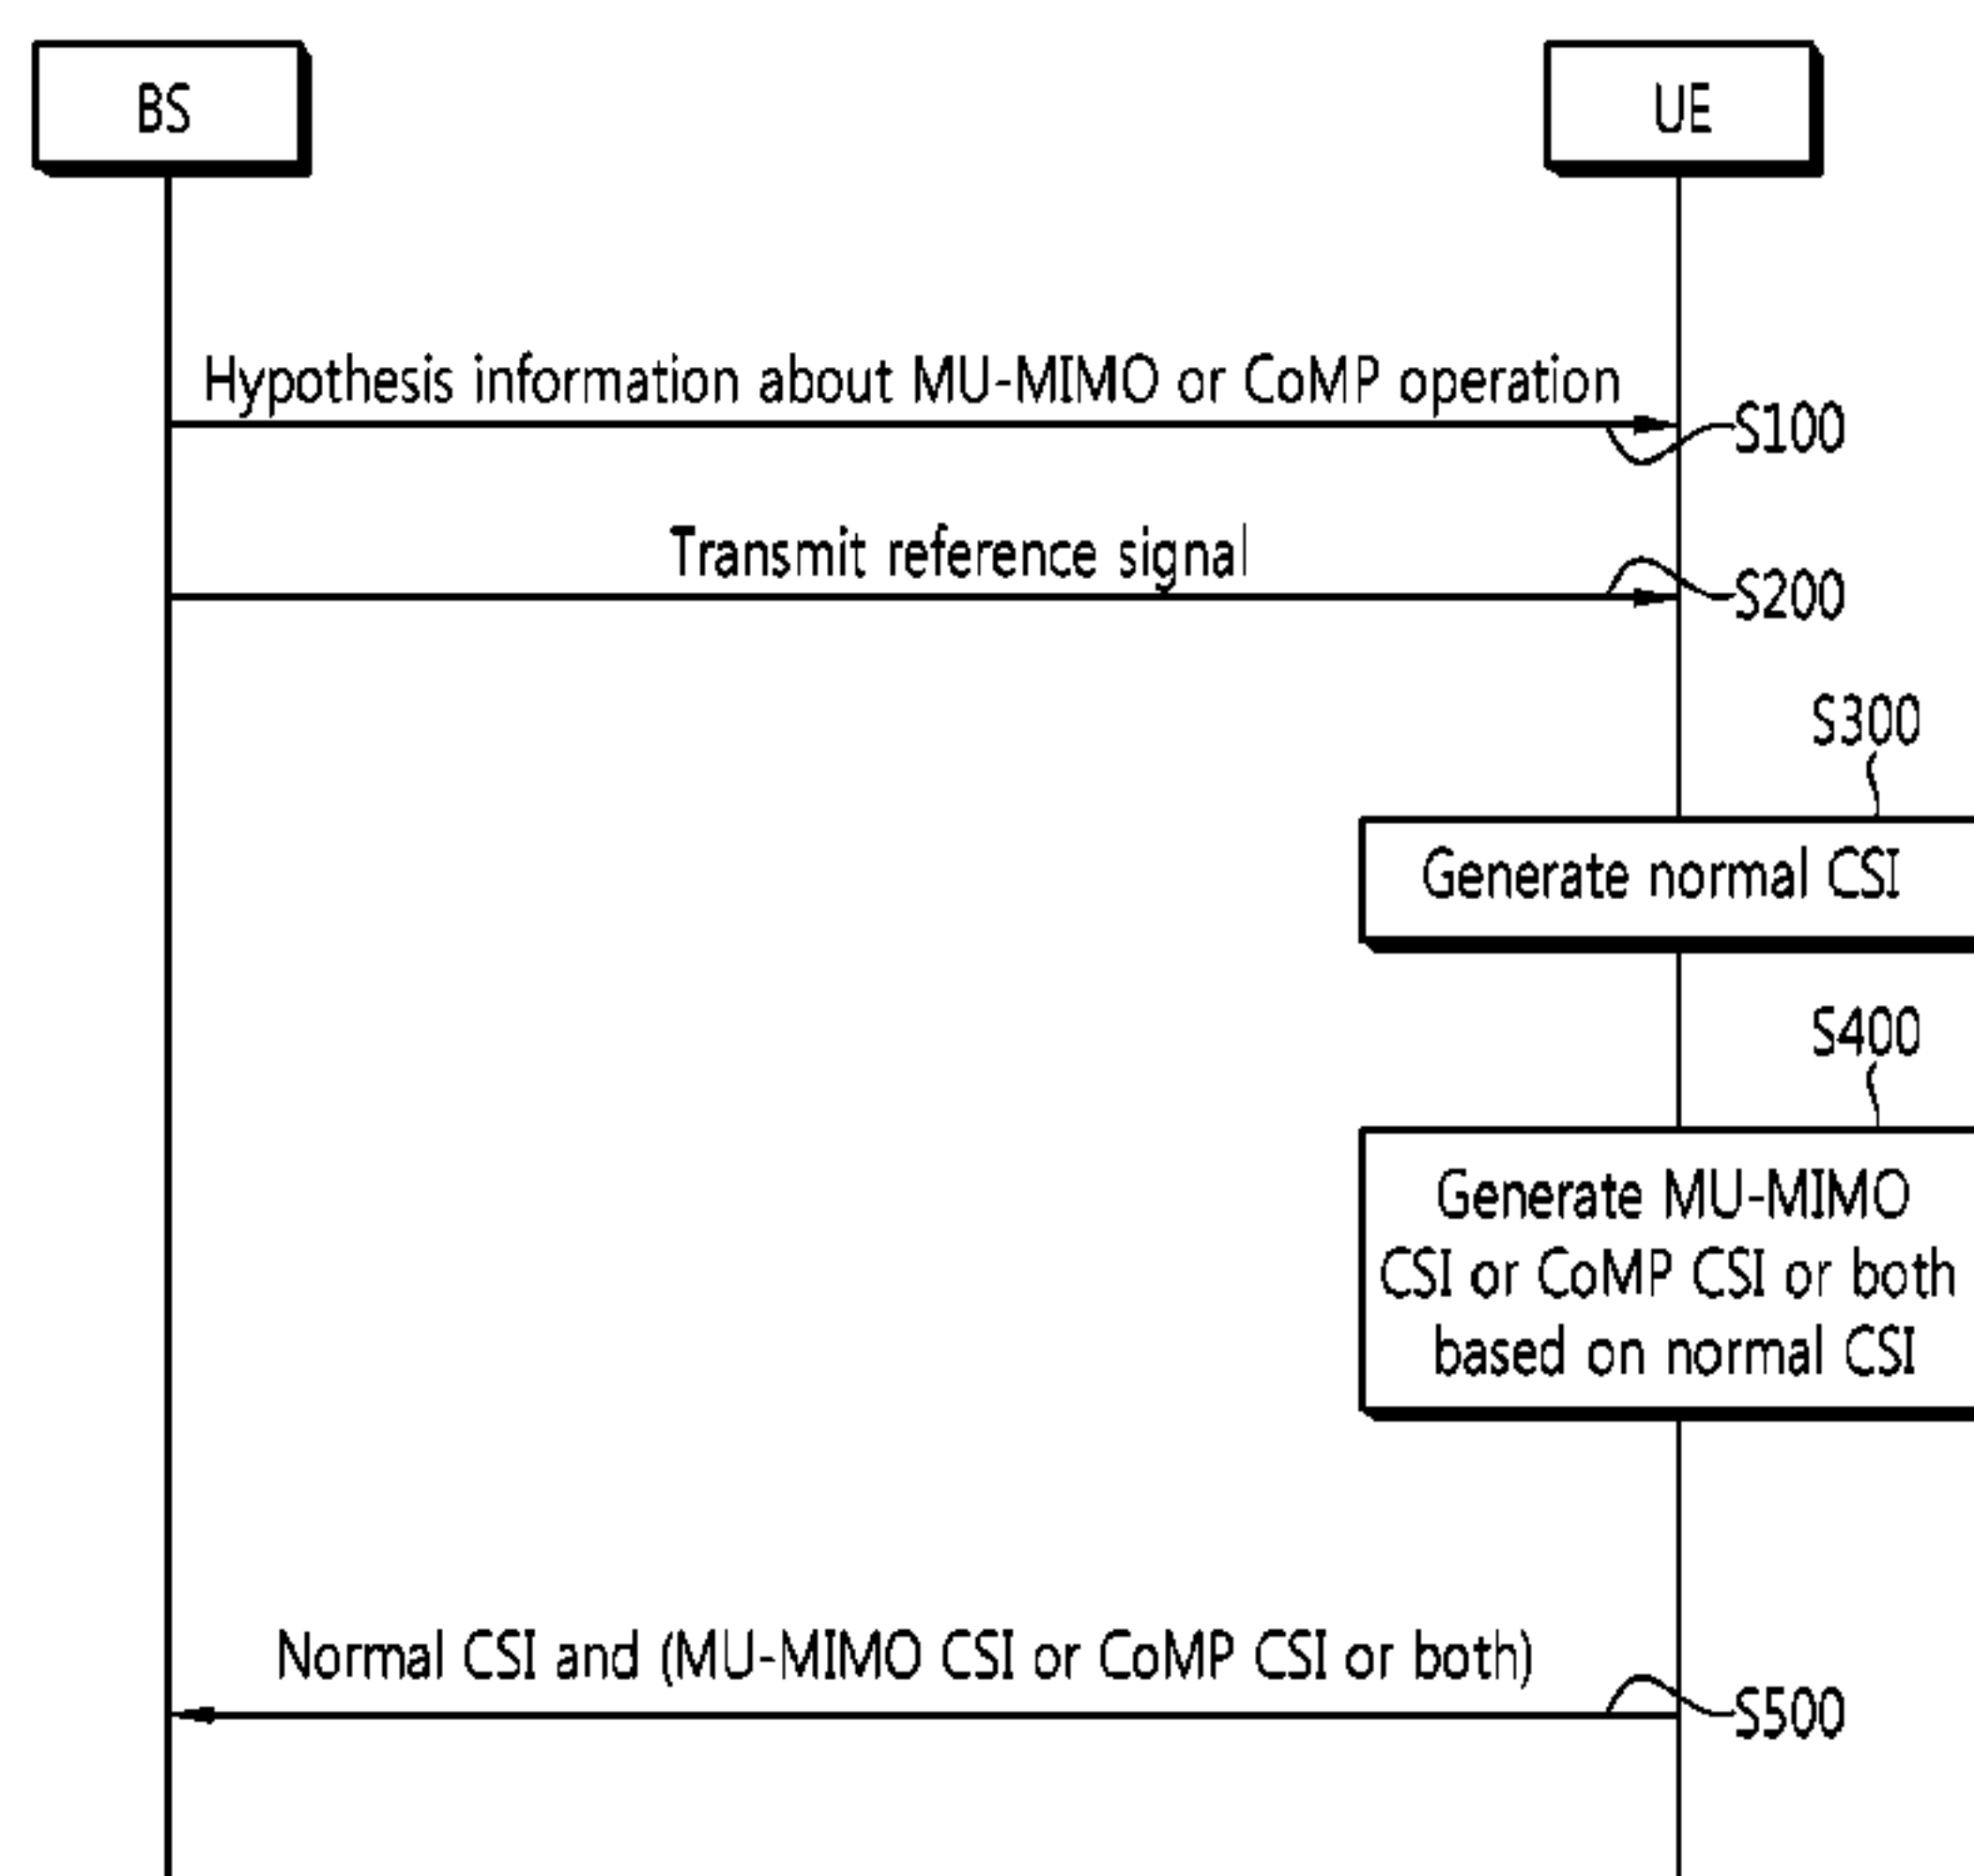 BS
UE
Hypothesis information about MU-MIMO or CoMP operation
S100
Transmit reference signal
S200
S300
Generate normal CSI
S400
Generate MU-MIMO
CSI or CoMP CSI or both
based on normal CSI
Normal CSI and (MU-MIMO CSI or CoMP CSI or both)
S500